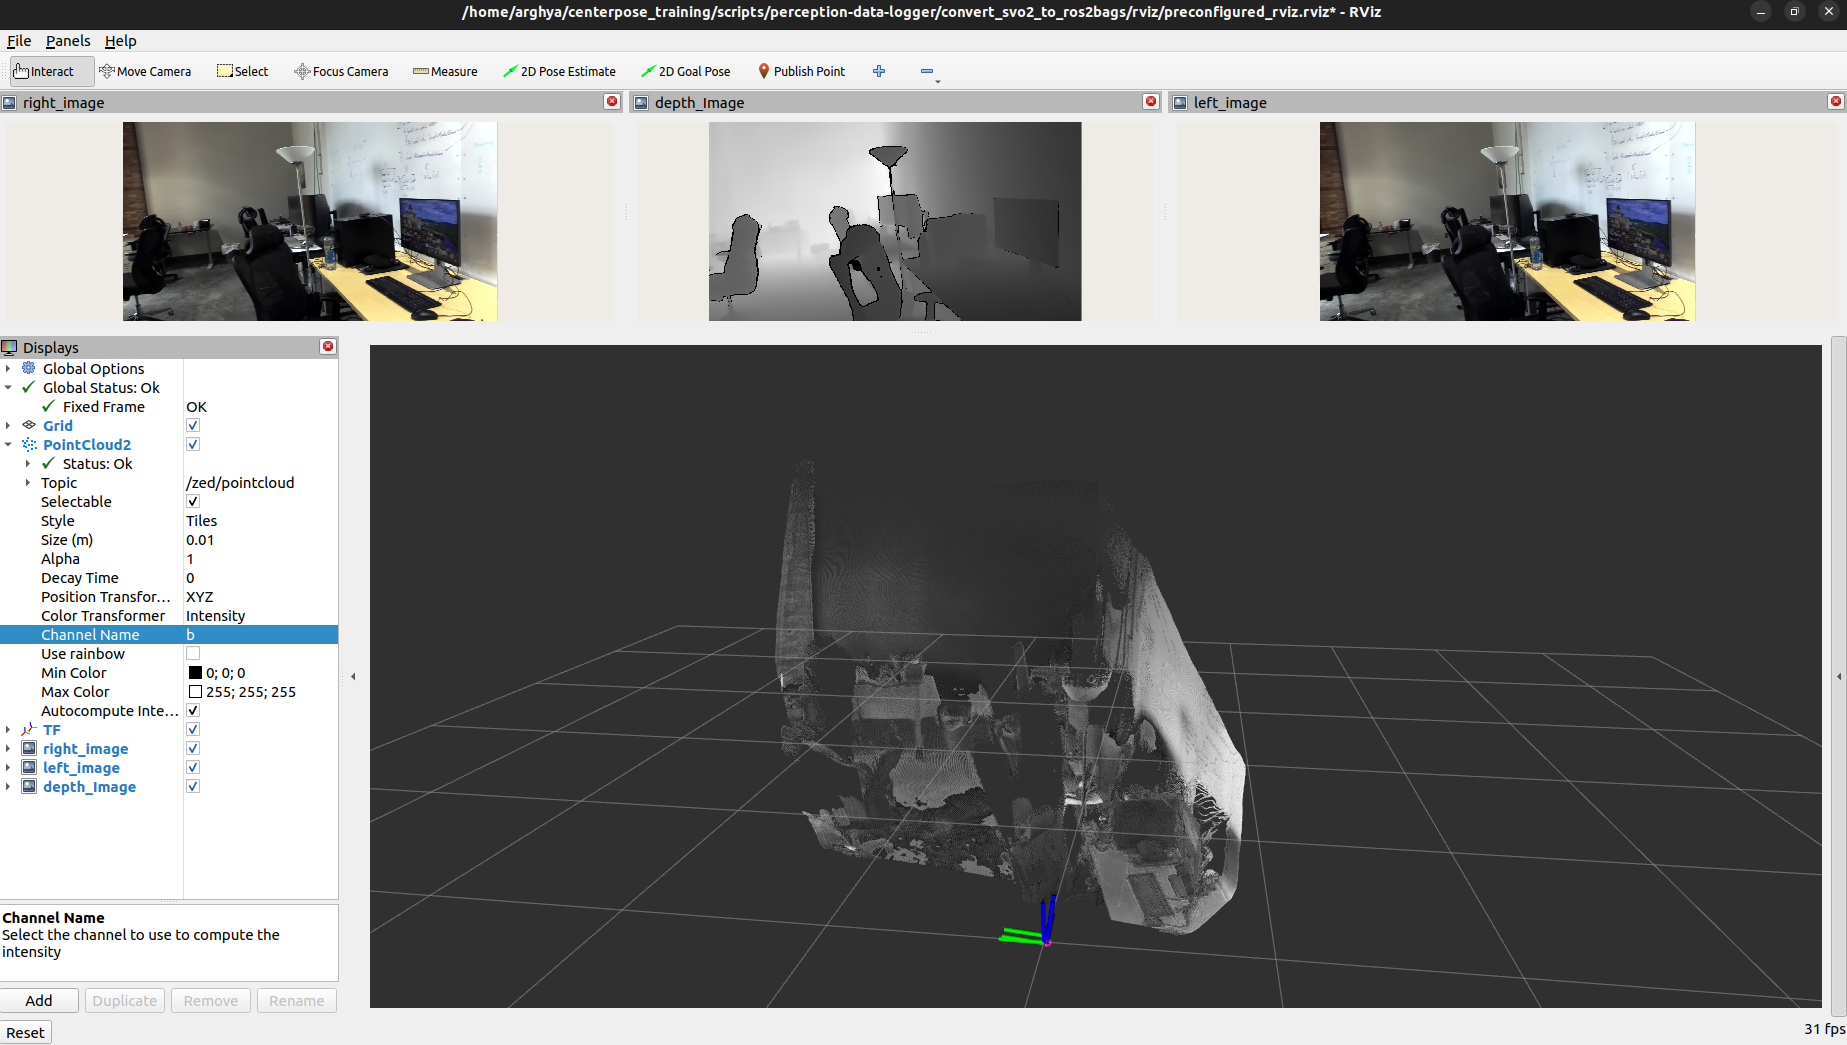 /home/arghya/centerpose_training/scripts/perception-data-logger/convert_svo2_to_ros2bags/rviz/preconfigured_rviz.rviz* - RViz
File Panels Help
Interact Move Camera Select Focus Camera Measure 2D Pose Estimate 2D Goal Pose Publish Point
right_image depth_Image left_image
Displays
Global Options
Global Status: Ok
Fixed Frame OK
Grid
PointCloud2
Status: Ok
Topic /zed/pointcloud
Selectable
Style Tiles
Size (m) 0.01
Alpha 1
Decay Time 0
Position Transfor... XYZ
Color Transformer Intensity
Channel Name b
Use rainbow
Min Color 0; 0; 0
Max Color 255; 255; 255
Autocompute Inte...
TF
right_image
left_image
depth_Image
Channel Name
Select the channel to use to compute the
intensity
Add Duplicate Remove Rename
Reset
31 fps